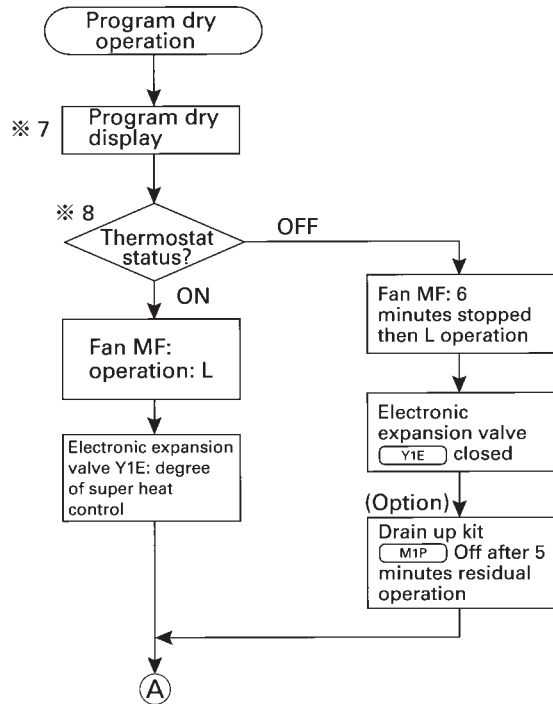 Program dry
operation
※ 7
Program dry
display
※ 8
Thermostat
status?
OFF
ON
Fan MF:
operation: L
Electronic expansion
valve Y1E: degree
of super heat
control
Fan MF: 6
minutes stopped
then L operation
Electronic
expansion valve
Y1E closed
(Option)
Drain up kit
M1P Off after 5
minutes residual
operation
A